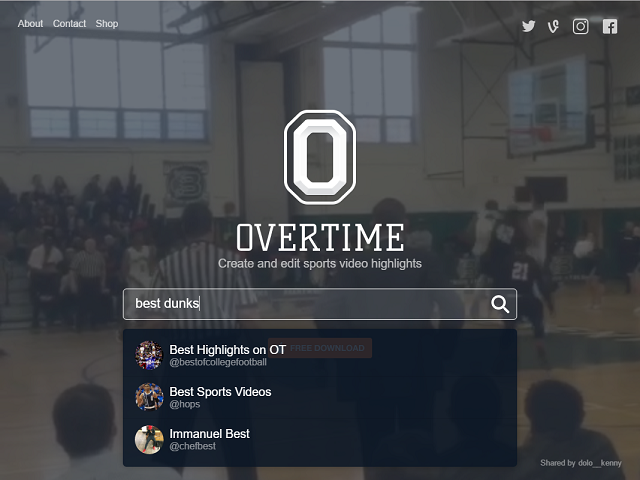 About Contact Shop
O
OVERTIME
Create and edit sports video highlights
best dunks
FREE DOWNLOAD
Best Highlights on OT
@bestofcollegefootball
Best Sports Videos
@hops
Immanuel Best
@chefbest
21
Shared by dolo__kenny